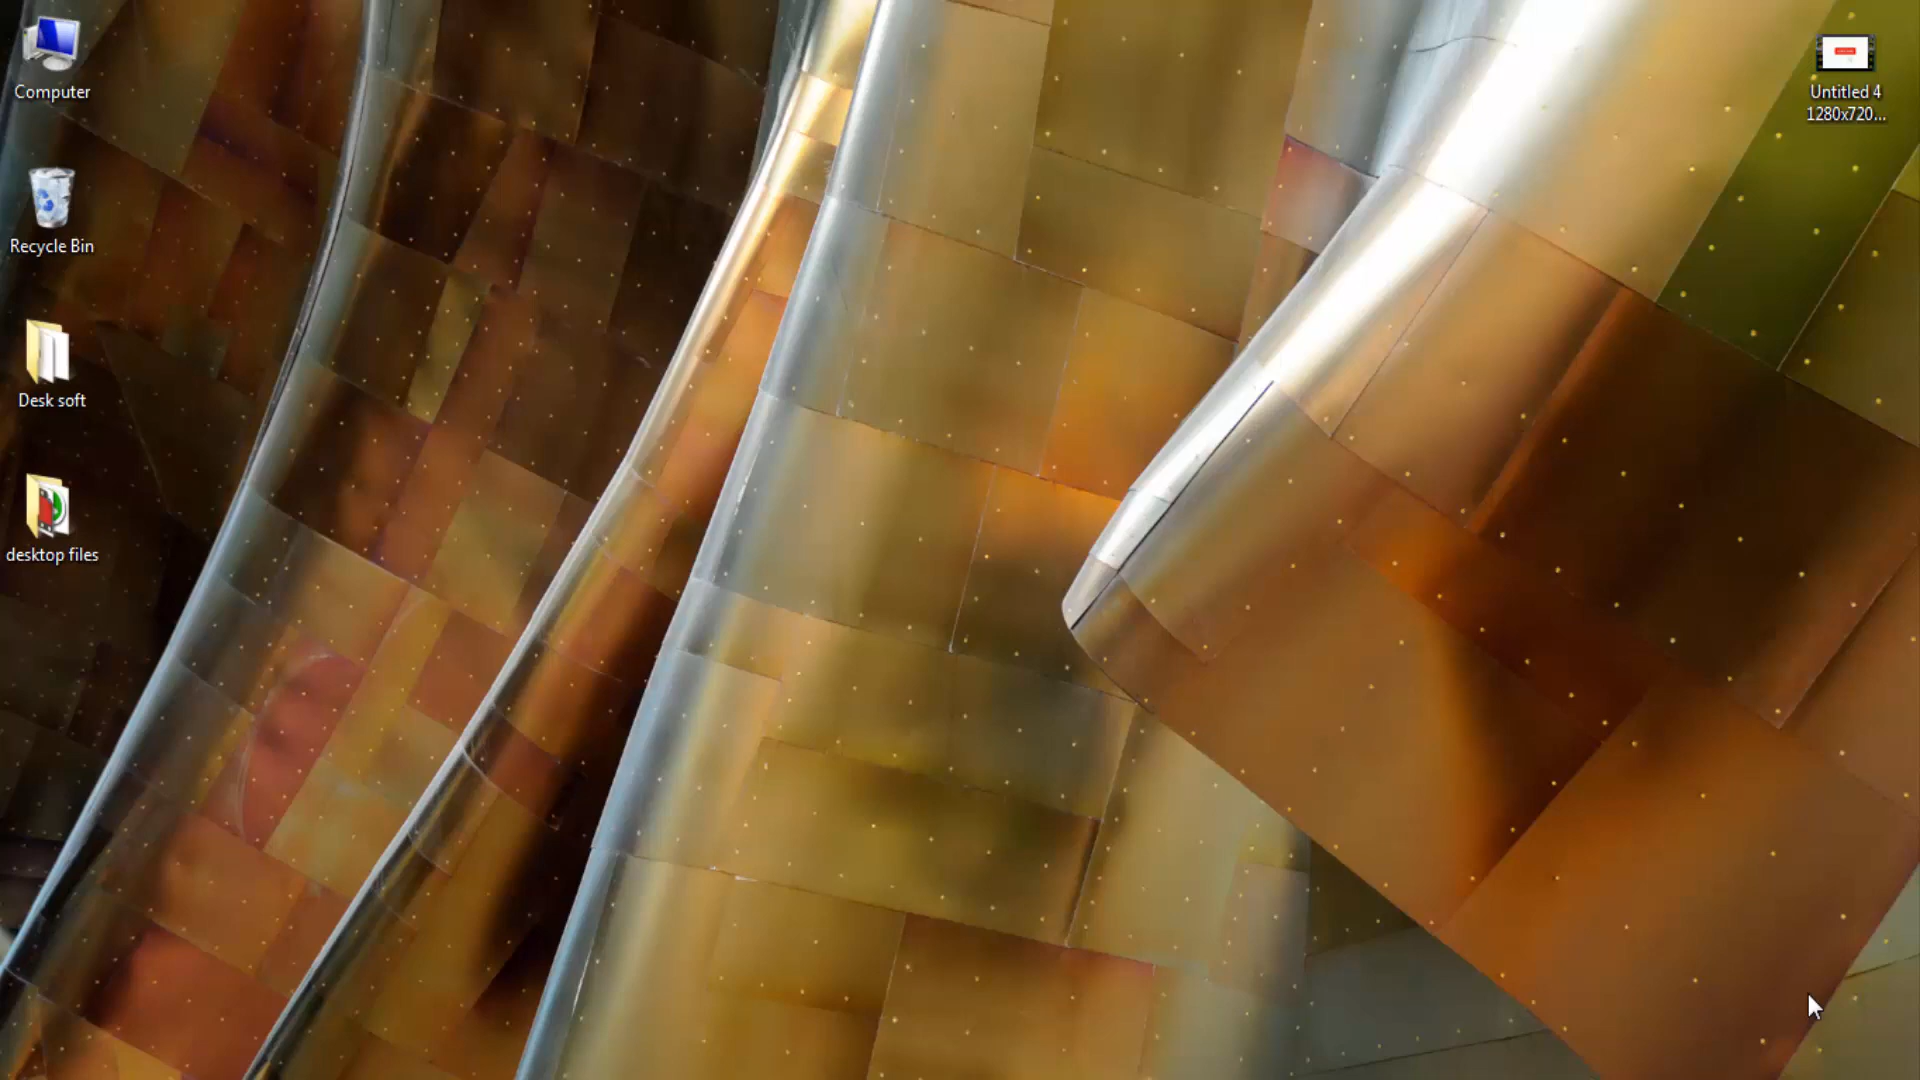 Computer
Recycle Bin
Desk soft
desktop files
Untitled 4
1280x720...